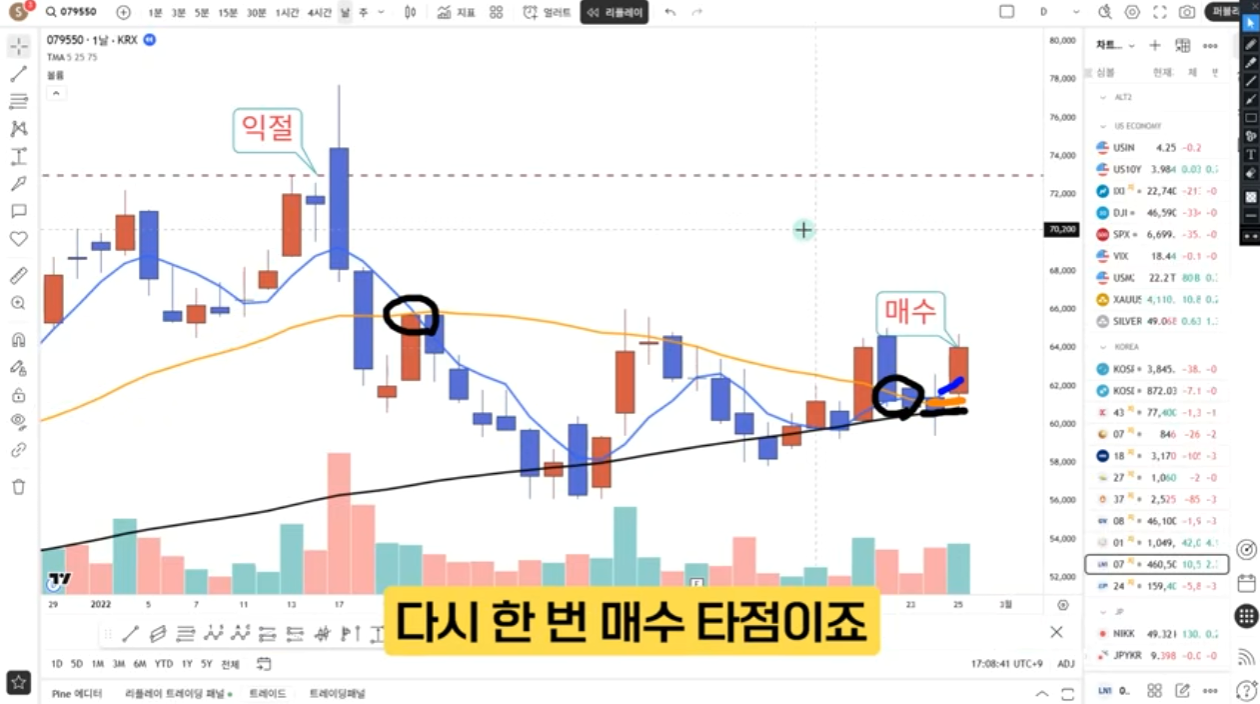 S 3 079550 1분 3분 5분 15분 30분 1시간 4시간 날 주 지표 얼러트 리플레이 D 퍼블리
079550 · 1날 · KRX
TMA 5 25 75
볼륨
익절
매수
80,000
78,000
76,000
74,000
72,000
70,200
68,000
66,000
64,000
62,000
60,000
58,000
56,000
54,000
52,000
차트...
심볼 현재. 체 변
ALT2
US ECONOMY
USIN 4.25 -0.2
US10Y 3.984 0.03 0.
IXI 22,740 -21 -0
DJI 46,590 -33 -0
SPX 6,699. -35. -0
VIX 18.44 -0.1 -0
USM2 22.2T 80B 0.
XAUUS 4,110. 10.8 0.2
SILVER 49.068 0.63 1.
KOREA
KOSI 3,845. -38. -0
KOSI 872.03 -7.1 -0
43 77,400 -1,3 -1
07 846 -26 -2
18 3,170 -10 -3
27 1,060 -2 -0
37 2,525 -85 -3
08 46,100 -1,9 -3
01 1,049, 42,0 4.
07 460,50 10,5 2.
24 159,40 -5,8 -3
JP
NIKK 49,321 130. 0.2
JPYKR 9.398 -0.0 -0
29 2022 5 7 11 13 17 23 25 3월
E
다시 한 번 매수 타점이죠
1D 5D 1M 3M 6M YTD 1Y 5Y 전체 17:08:41 UTC+9 ADJ
Pine 에디터 리플레이 트레이딩 패널 트레이드 트레이딩패널
LN1 0..